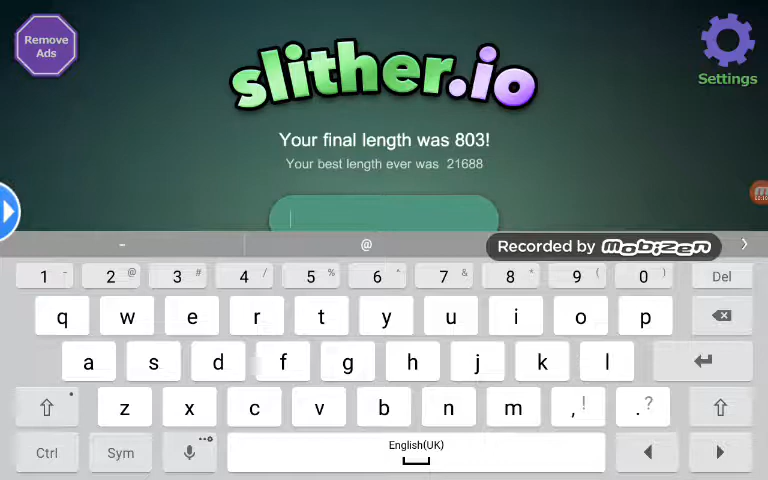 Remove
Ads
slither.io
Settings
Your final length was 803!
Your best length ever was 21688
- @ Recorded by MOBIZEN
1 - 2 @ 3 # 4 / 5 % 6 ^ 7 & 8 * 9 ( 0 ) Del
q w e r t y u i o p
a s d f g h j k l
z x c v b n m , ! . ?
Ctrl Sym English(UK)